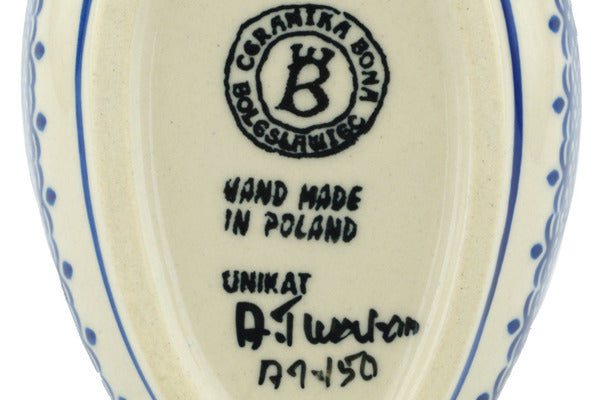 CERAMIKA BONA
B
BOLESŁAWIEC
HAND MADE
IN POLAND
UNIKAT